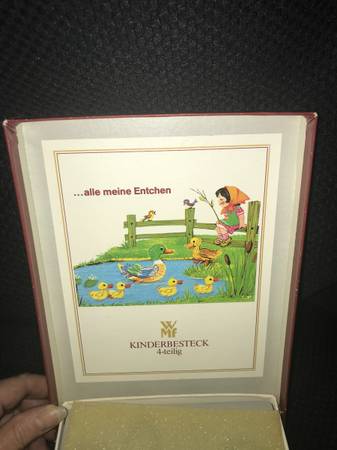 ...alle meine Entchen
WMF
KINDERBESTECK
4-teilig